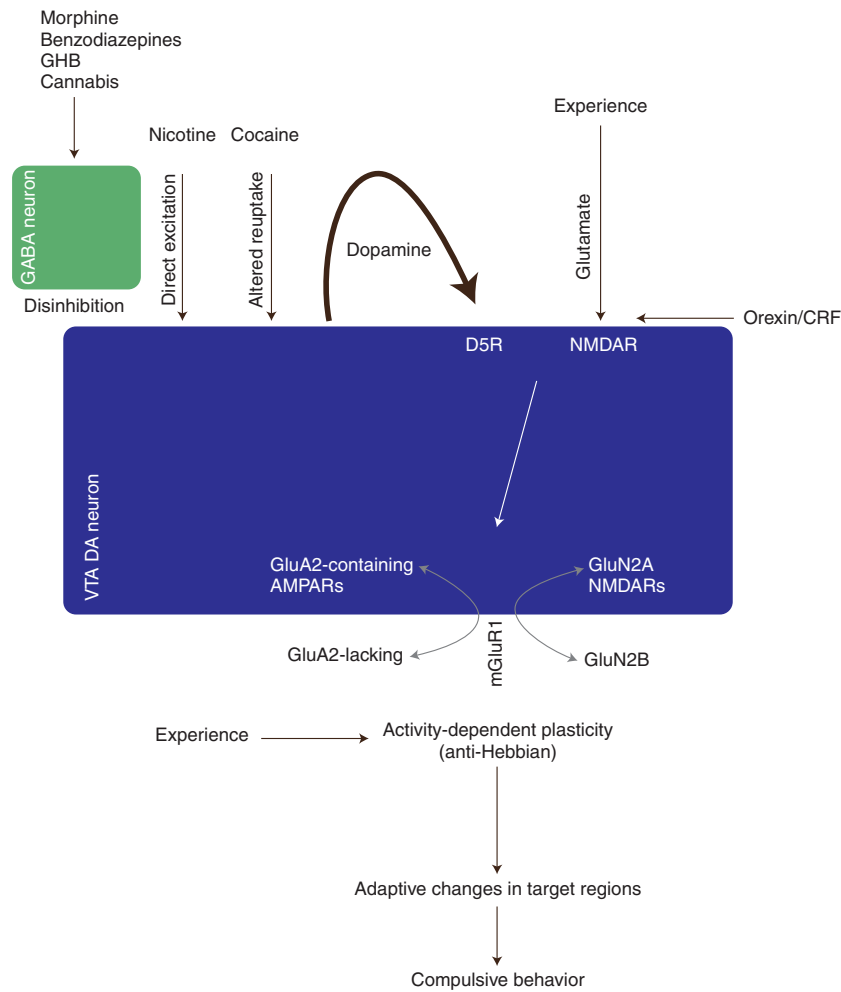 Morphine
Benzodiazepines
GHB
Cannabis
Experience
Nicotine
Cocaine
GABA neuron
Direct excitation
Altered reuptake
Dopamine
Glutamate
Disinhibition
Orexin/CRF
D5R
NMDAR
VTA DA neuron
GluA2-containing
AMPARs
GluN2A
NMDARs
GluA2-lacking
mGluR1
GluN2B
Experience
Activity-dependent plasticity
(anti-Hebbian)
Adaptive changes in target regions
Compulsive behavior